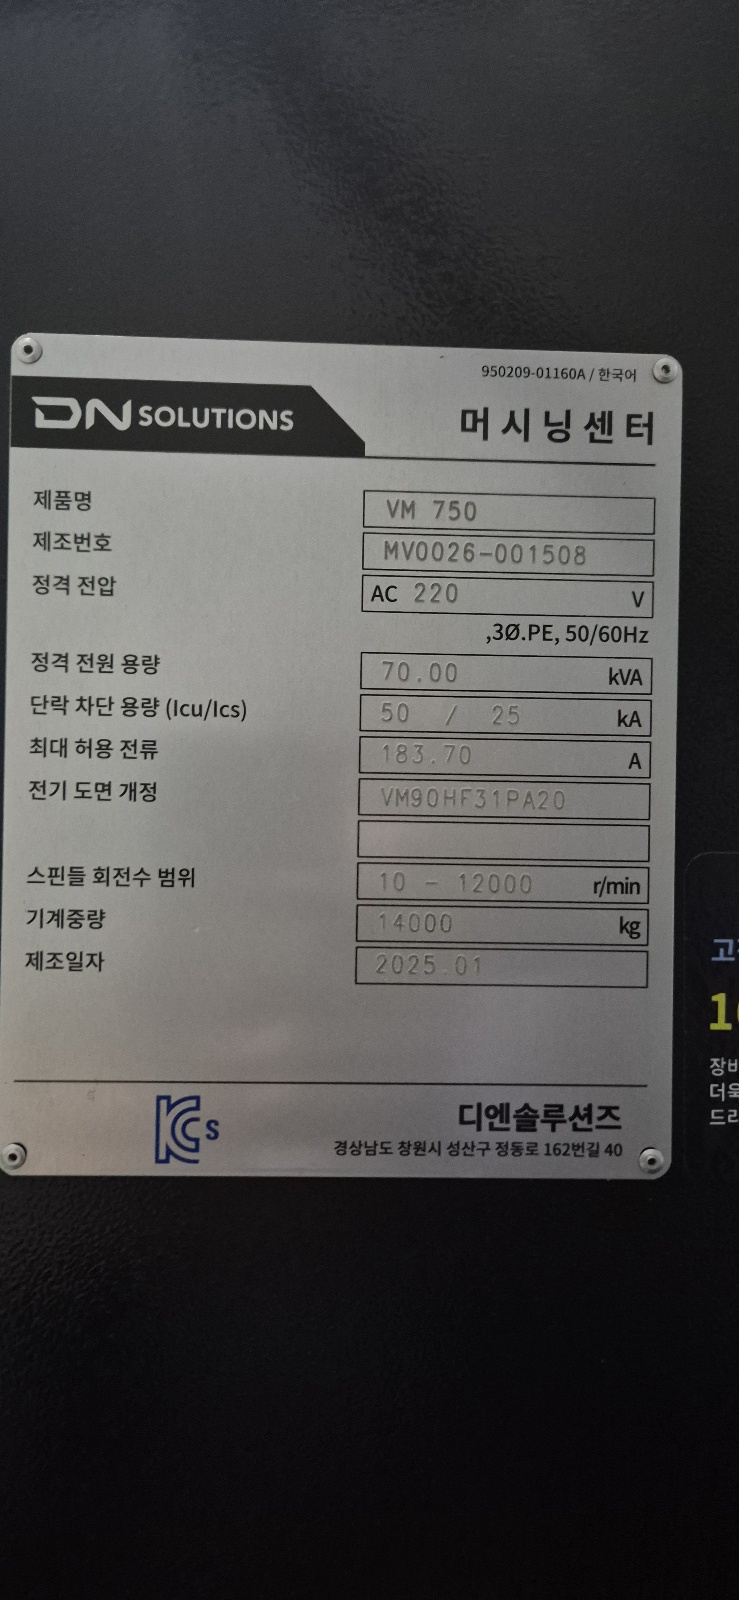 950209-01160A / 한국어
DN SOLUTIONS
머시닝센터
제품명 VM 750
제조번호 MV0026-001508
정격 전압 AC 220 V
,3Ø.PE, 50/60Hz
정격 전원 용량 70.00 kVA
단락 차단 용량 (Icu/Ics) 50 / 25 kA
최대 허용 전류 183.70 A
전기 도면 개정 VM90HF31PA20
스핀들 회전수 범위 10 - 12000 r/min
기계중량 14000 kg
제조일자 2025.01
KCs
디엔솔루션즈
경상남도 창원시 성산구 정동로 162번길 40